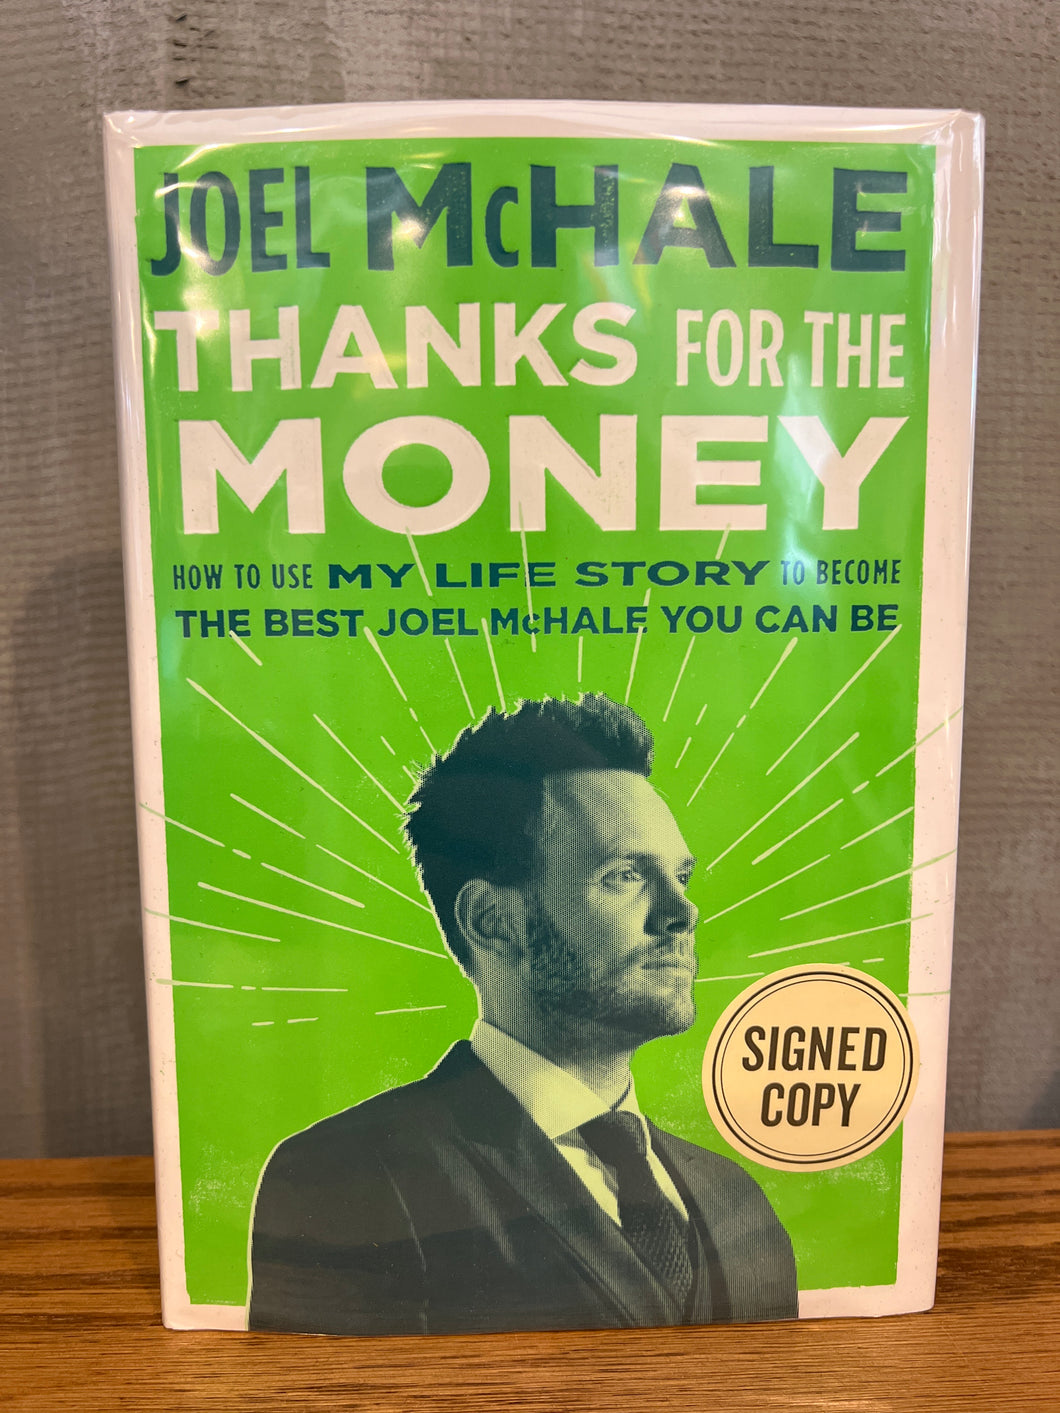 JOEL McHALE
THANKS FOR THE
MONEY
HOW TO USE MY LIFE STORY TO BECOME
THE BEST JOEL McHALE YOU CAN BE
SIGNED
COPY